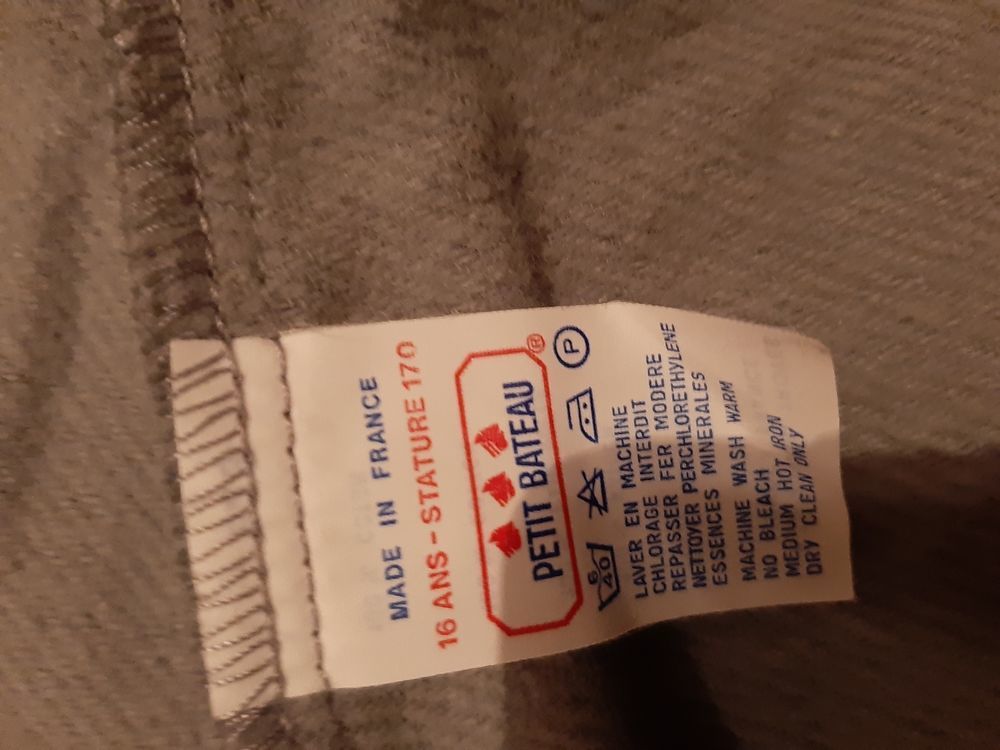 MADE IN FRANCE
16 ANS-STATURE 170
PETIT BATEAU®
6 40 P
LAVER EN MACHINE
CHLORAGE INTERDIT
REPASSER FER MODERE
NETTOYER PERCHLORETHYLENE
ESSENCES MINERALES
MACHINE WASH WARM
NO BLEACH
MEDIUM HOT IRON
DRY CLEAN ONLY